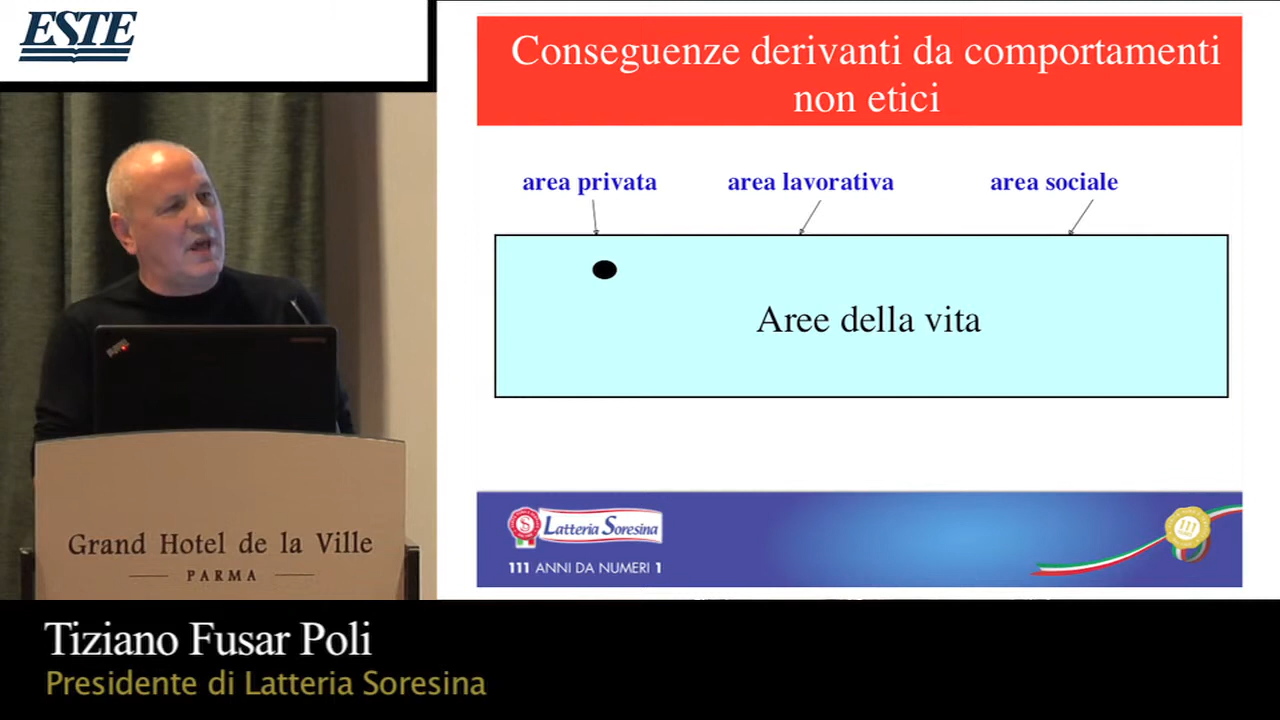 ESTE
Conseguenze derivanti da comportamenti
non etici
area privata
area lavorativa
area sociale
Aree della vita
Latteria Soresina
111 ANNI DA NUMERI 1
111
Grand Hotel de la Ville
PARMA
Tiziano Fusar Poli
Presidente di Latteria Soresina